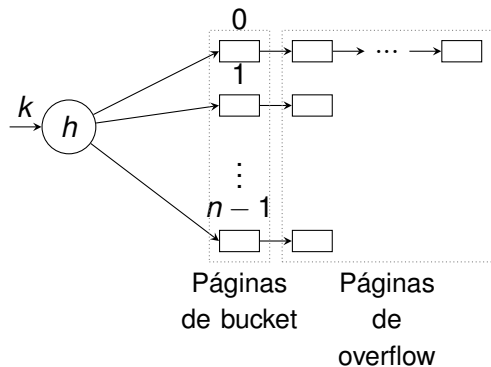 0
k
h
...
1
⋮
n − 1
Páginas
de bucket
Páginas
de
overflow